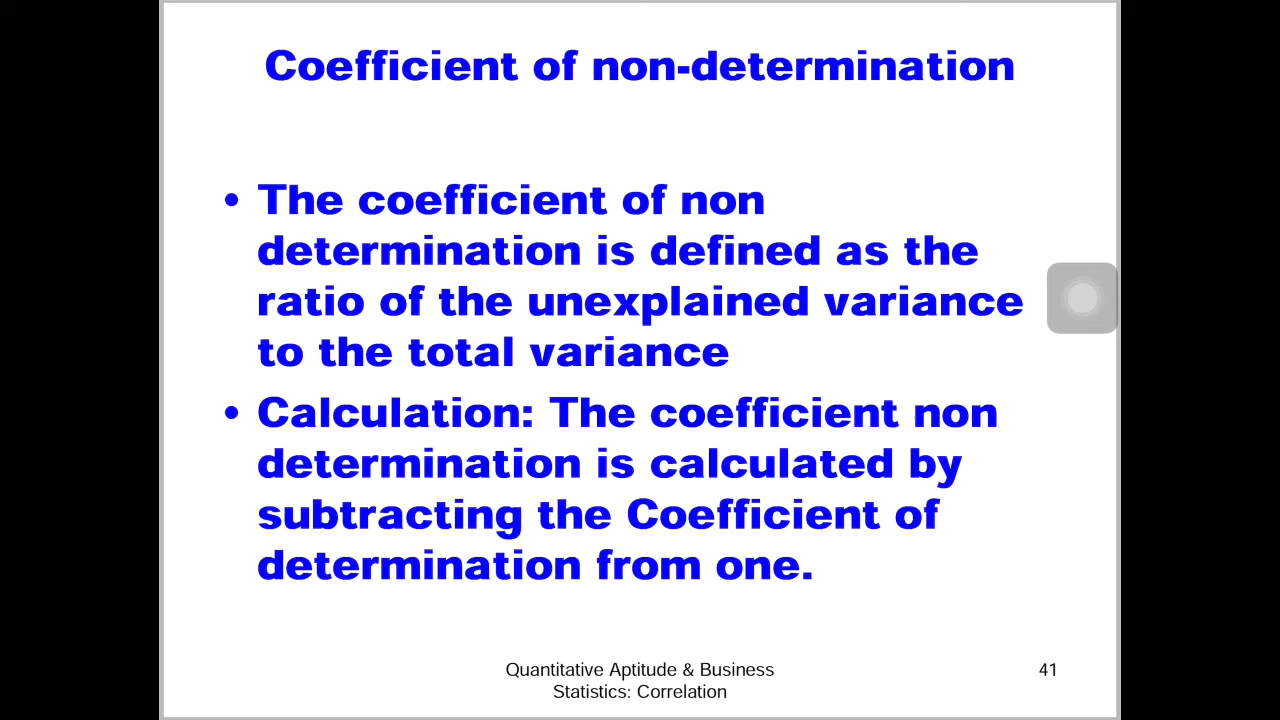 Coefficient of non-determination
• The coefficient of non
determination is defined as the
ratio of the unexplained variance
to the total variance
• Calculation: The coefficient non
determination is calculated by
subtracting the Coefficient of
determination from one.
Quantitative Aptitude & Business
Statistics: Correlation
41